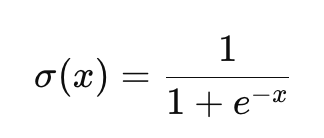 σ(x) = 1 / (1 + e^{-x})